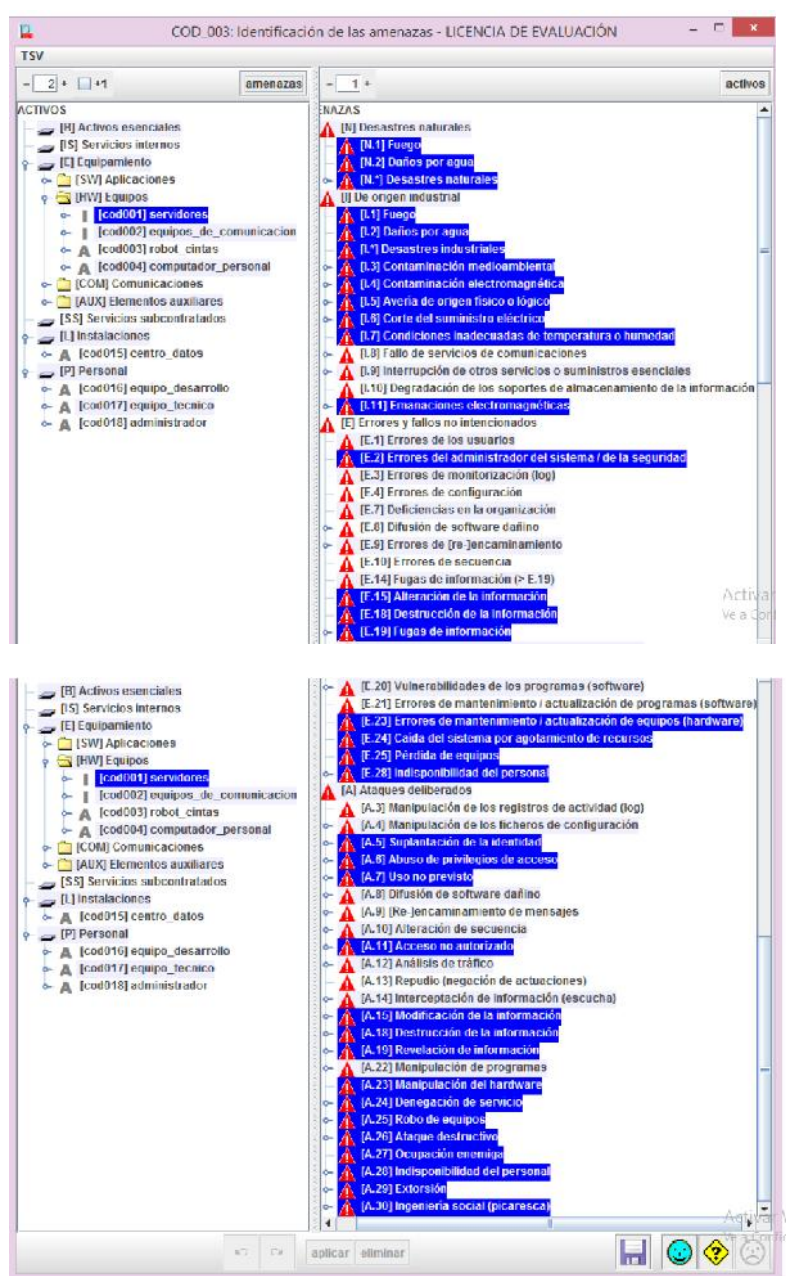 COD_003: Identificación de las amenazas - LICENCIA DE EVALUACIÓN
TSV
- 2 + +1 amenazas
- 1 + activos
ACTIVOS
[B] Activos esenciales
[IS] Servicios internos
[E] Equipamiento
[SW] Aplicaciones
[HW] Equipos
[cod001] servidores
[cod002] equipos_de_comunicacion
[cod003] robot_cintas
[cod004] computador_personal
[COM] Comunicaciones
[AUX] Elementos auxiliares
[SS] Servicios subcontratados
[L] Instalaciones
[cod015] centro_datos
[P] Personal
[cod016] equipo_desarrollo
[cod017] equipo_tecnico
[cod018] administrador
ENAZAS
[N] Desastres naturales
[N.1] Fuego
[N.2] Daños por agua
[N.*] Desastres naturales
[I] De origen industrial
[I.1] Fuego
[I.2] Daños por agua
[I.*] Desastres industriales
[I.3] Contaminación medioambiental
[I.4] Contaminación electromagnética
[I.5] Avería de origen físico o lógico
[I.6] Corte del suministro eléctrico
[I.7] Condiciones inadecuadas de temperatura o humedad
[I.8] Fallo de servicios de comunicaciones
[I.9] Interrupción de otros servicios o suministros esenciales
[I.10] Degradación de los soportes de almacenamiento de la información
[I.11] Emanaciones electromagnéticas
[E] Errores y fallos no intencionados
[E.1] Errores de los usuarios
[E.2] Errores del administrador del sistema / de la seguridad
[E.3] Errores de monitorización (log)
[E.4] Errores de configuración
[E.7] Deficiencias en la organización
[E.8] Difusión de software dañino
[E.9] Errores de [re-]encaminamiento
[E.10] Errores de secuencia
[E.14] Fugas de información (> E.19)
[E.15] Alteración de la información
[E.18] Destrucción de la información
[E.19] Fugas de información
Activar
Ve a Conf
[B] Activos esenciales
[IS] Servicios internos
[E] Equipamiento
[SW] Aplicaciones
[HW] Equipos
[cod001] servidores
[cod002] equipos_de_comunicacion
[cod003] robot_cintas
[cod004] computador_personal
[COM] Comunicaciones
[AUX] Elementos auxiliares
[SS] Servicios subcontratados
[L] Instalaciones
[cod015] centro_datos
[P] Personal
[cod016] equipo_desarrollo
[cod017] equipo_tecnico
[cod018] administrador
[E.20] Vulnerabilidades de los programas (software)
[E.21] Errores de mantenimiento / actualización de programas (software)
[E.23] Errores de mantenimiento / actualización de equipos (hardware)
[E.24] Caída del sistema por agotamiento de recursos
[E.25] Pérdida de equipos
[E.28] Indisponibilidad del personal
[A] Ataques deliberados
[A.3] Manipulación de los registros de actividad (log)
[A.4] Manipulación de los ficheros de configuración
[A.5] Suplantación de la identidad
[A.6] Abuso de privilegios de acceso
[A.7] Uso no previsto
[A.8] Difusión de software dañino
[A.9] [Re-]encaminamiento de mensajes
[A.10] Alteración de secuencia
[A.11] Acceso no autorizado
[A.12] Análisis de tráfico
[A.13] Repudio (negación de actuaciones)
[A.14] Interceptación de información (escucha)
[A.15] Modificación de la información
[A.18] Destrucción de la información
[A.19] Revelación de información
[A.22] Manipulación de programas
[A.23] Manipulación del hardware
[A.24] Denegación de servicio
[A.25] Robo de equipos
[A.26] Ataque destructivo
[A.27] Ocupación enemiga
[A.28] Indisponibilidad del personal
[A.29] Extorsión
[A.30] Ingeniería social (picaresca)
aplicar eliminar